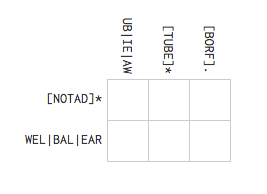 UB|IE|AW
[TUBE]*
[BORF].
[NOTAD]*
WEL|BAL|EAR